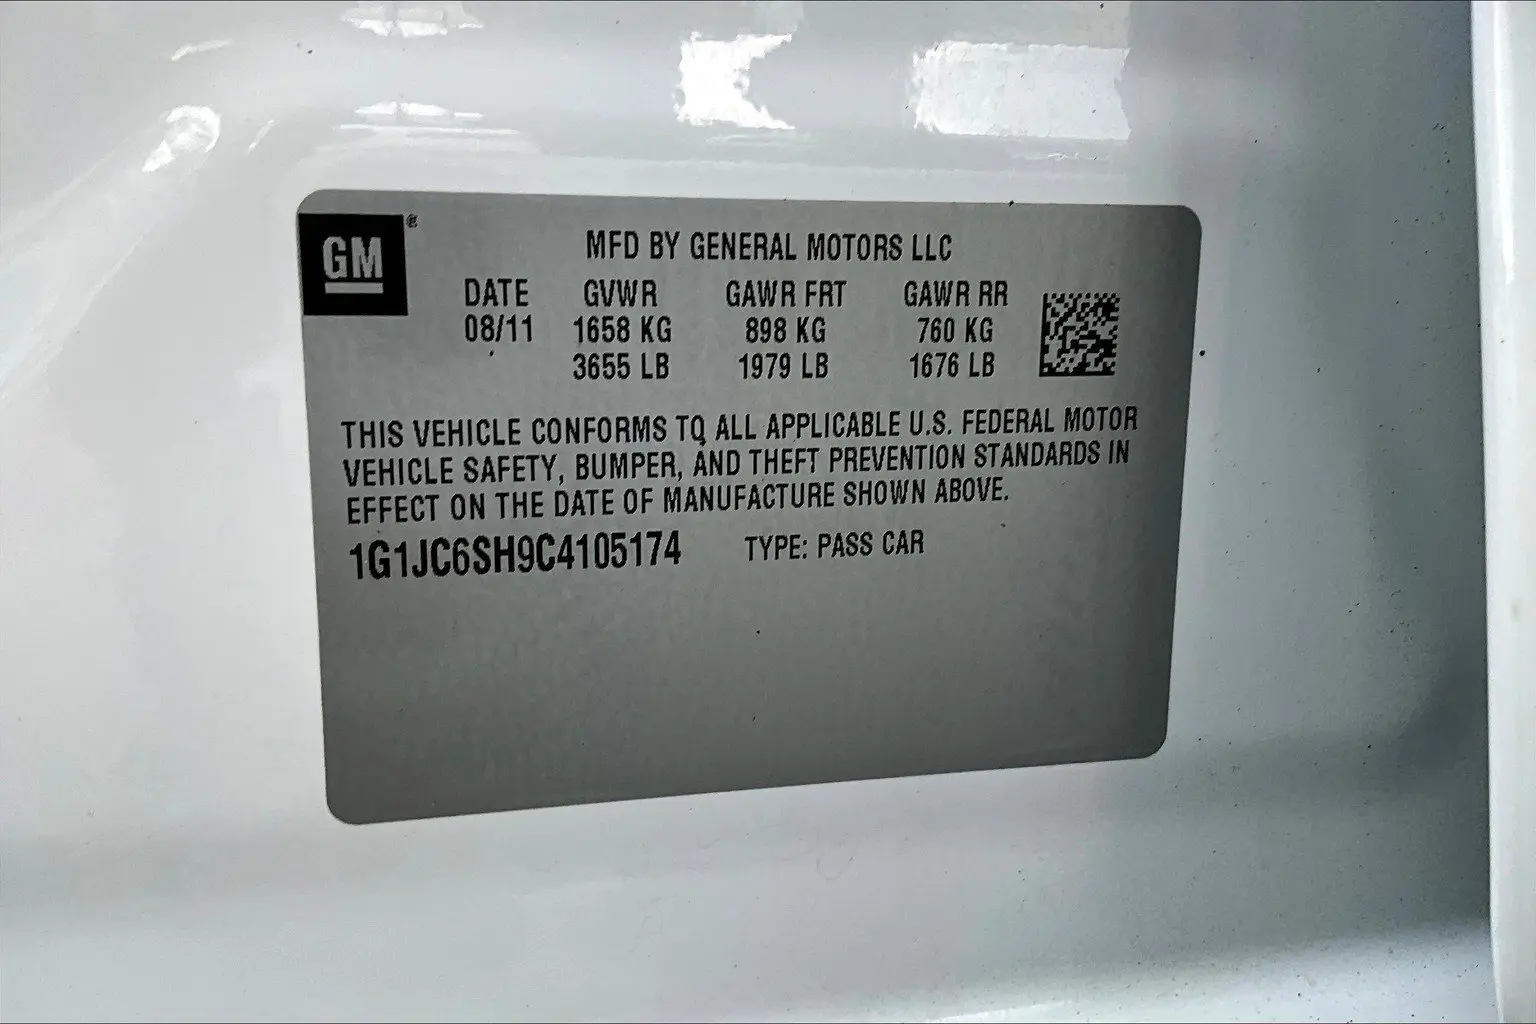 GM ®
MFD BY GENERAL MOTORS LLC
DATE GVWR GAWR FRT GAWR RR
08/11 1658 KG 898 KG 760 KG
3655 LB 1979 LB 1676 LB
THIS VEHICLE CONFORMS TO ALL APPLICABLE U.S. FEDERAL MOTOR
VEHICLE SAFETY, BUMPER, AND THEFT PREVENTION STANDARDS IN
EFFECT ON THE DATE OF MANUFACTURE SHOWN ABOVE.
1G1JC6SH9C4105174 TYPE: PASS CAR